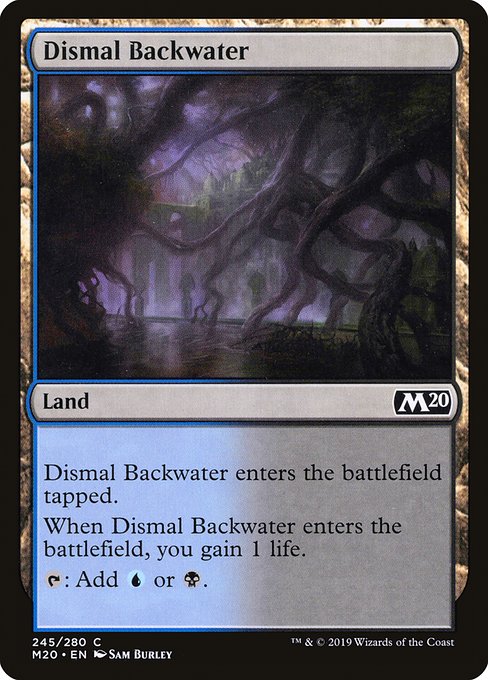 Dismal Backwater
Land
M20
Dismal Backwater enters the battlefield
tapped.
When Dismal Backwater enters the
battlefield, you gain 1 life.
: Add or .
245/280 C
M20 • EN Sam Burley
™ & © 2019 Wizards of the Coast